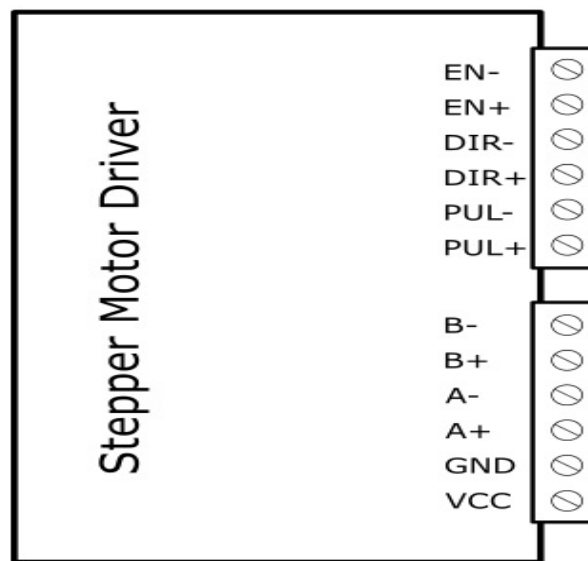 Stepper Motor Driver
EN-
EN+
DIR-
DIR+
PUL-
PUL+
B-
B+
A-
A+
GND
VCC